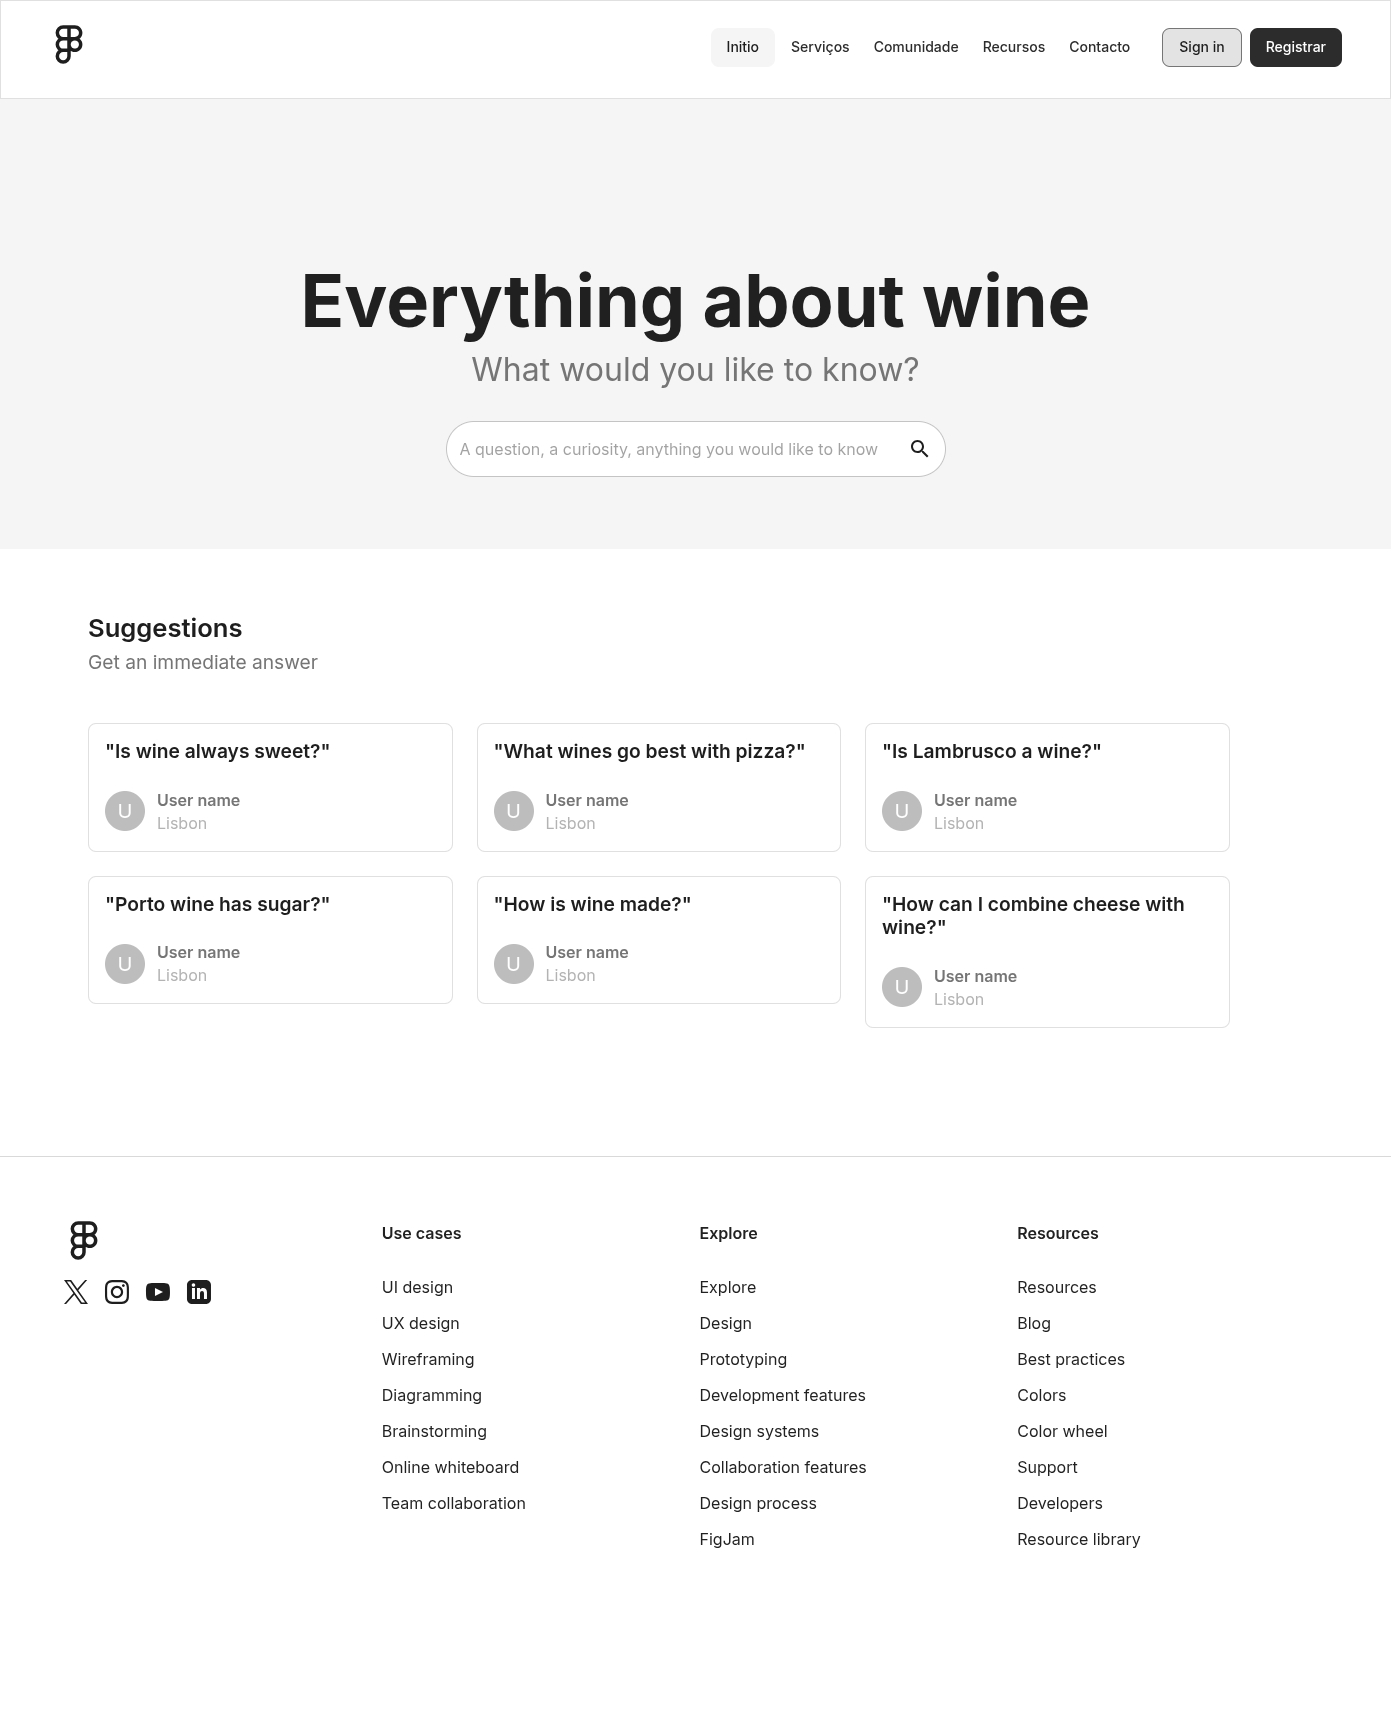 Initio
Serviços
Comunidade
Recursos
Contacto
Sign in
Registrar
Everything about wine
What would you like to know?
A question, a curiosity, anything you would like to know
Suggestions
Get an immediate answer
"Is wine always sweet?"
U
User name
Lisbon
"What wines go best with pizza?"
U
User name
Lisbon
"Is Lambrusco a wine?"
U
User name
Lisbon
"Porto wine has sugar?"
U
User name
Lisbon
"How is wine made?"
U
User name
Lisbon
"How can I combine cheese with
wine?"
U
User name
Lisbon
Use cases
UI design
UX design
Wireframing
Diagramming
Brainstorming
Online whiteboard
Team collaboration
Explore
Explore
Design
Prototyping
Development features
Design systems
Collaboration features
Design process
FigJam
Resources
Resources
Blog
Best practices
Colors
Color wheel
Support
Developers
Resource library